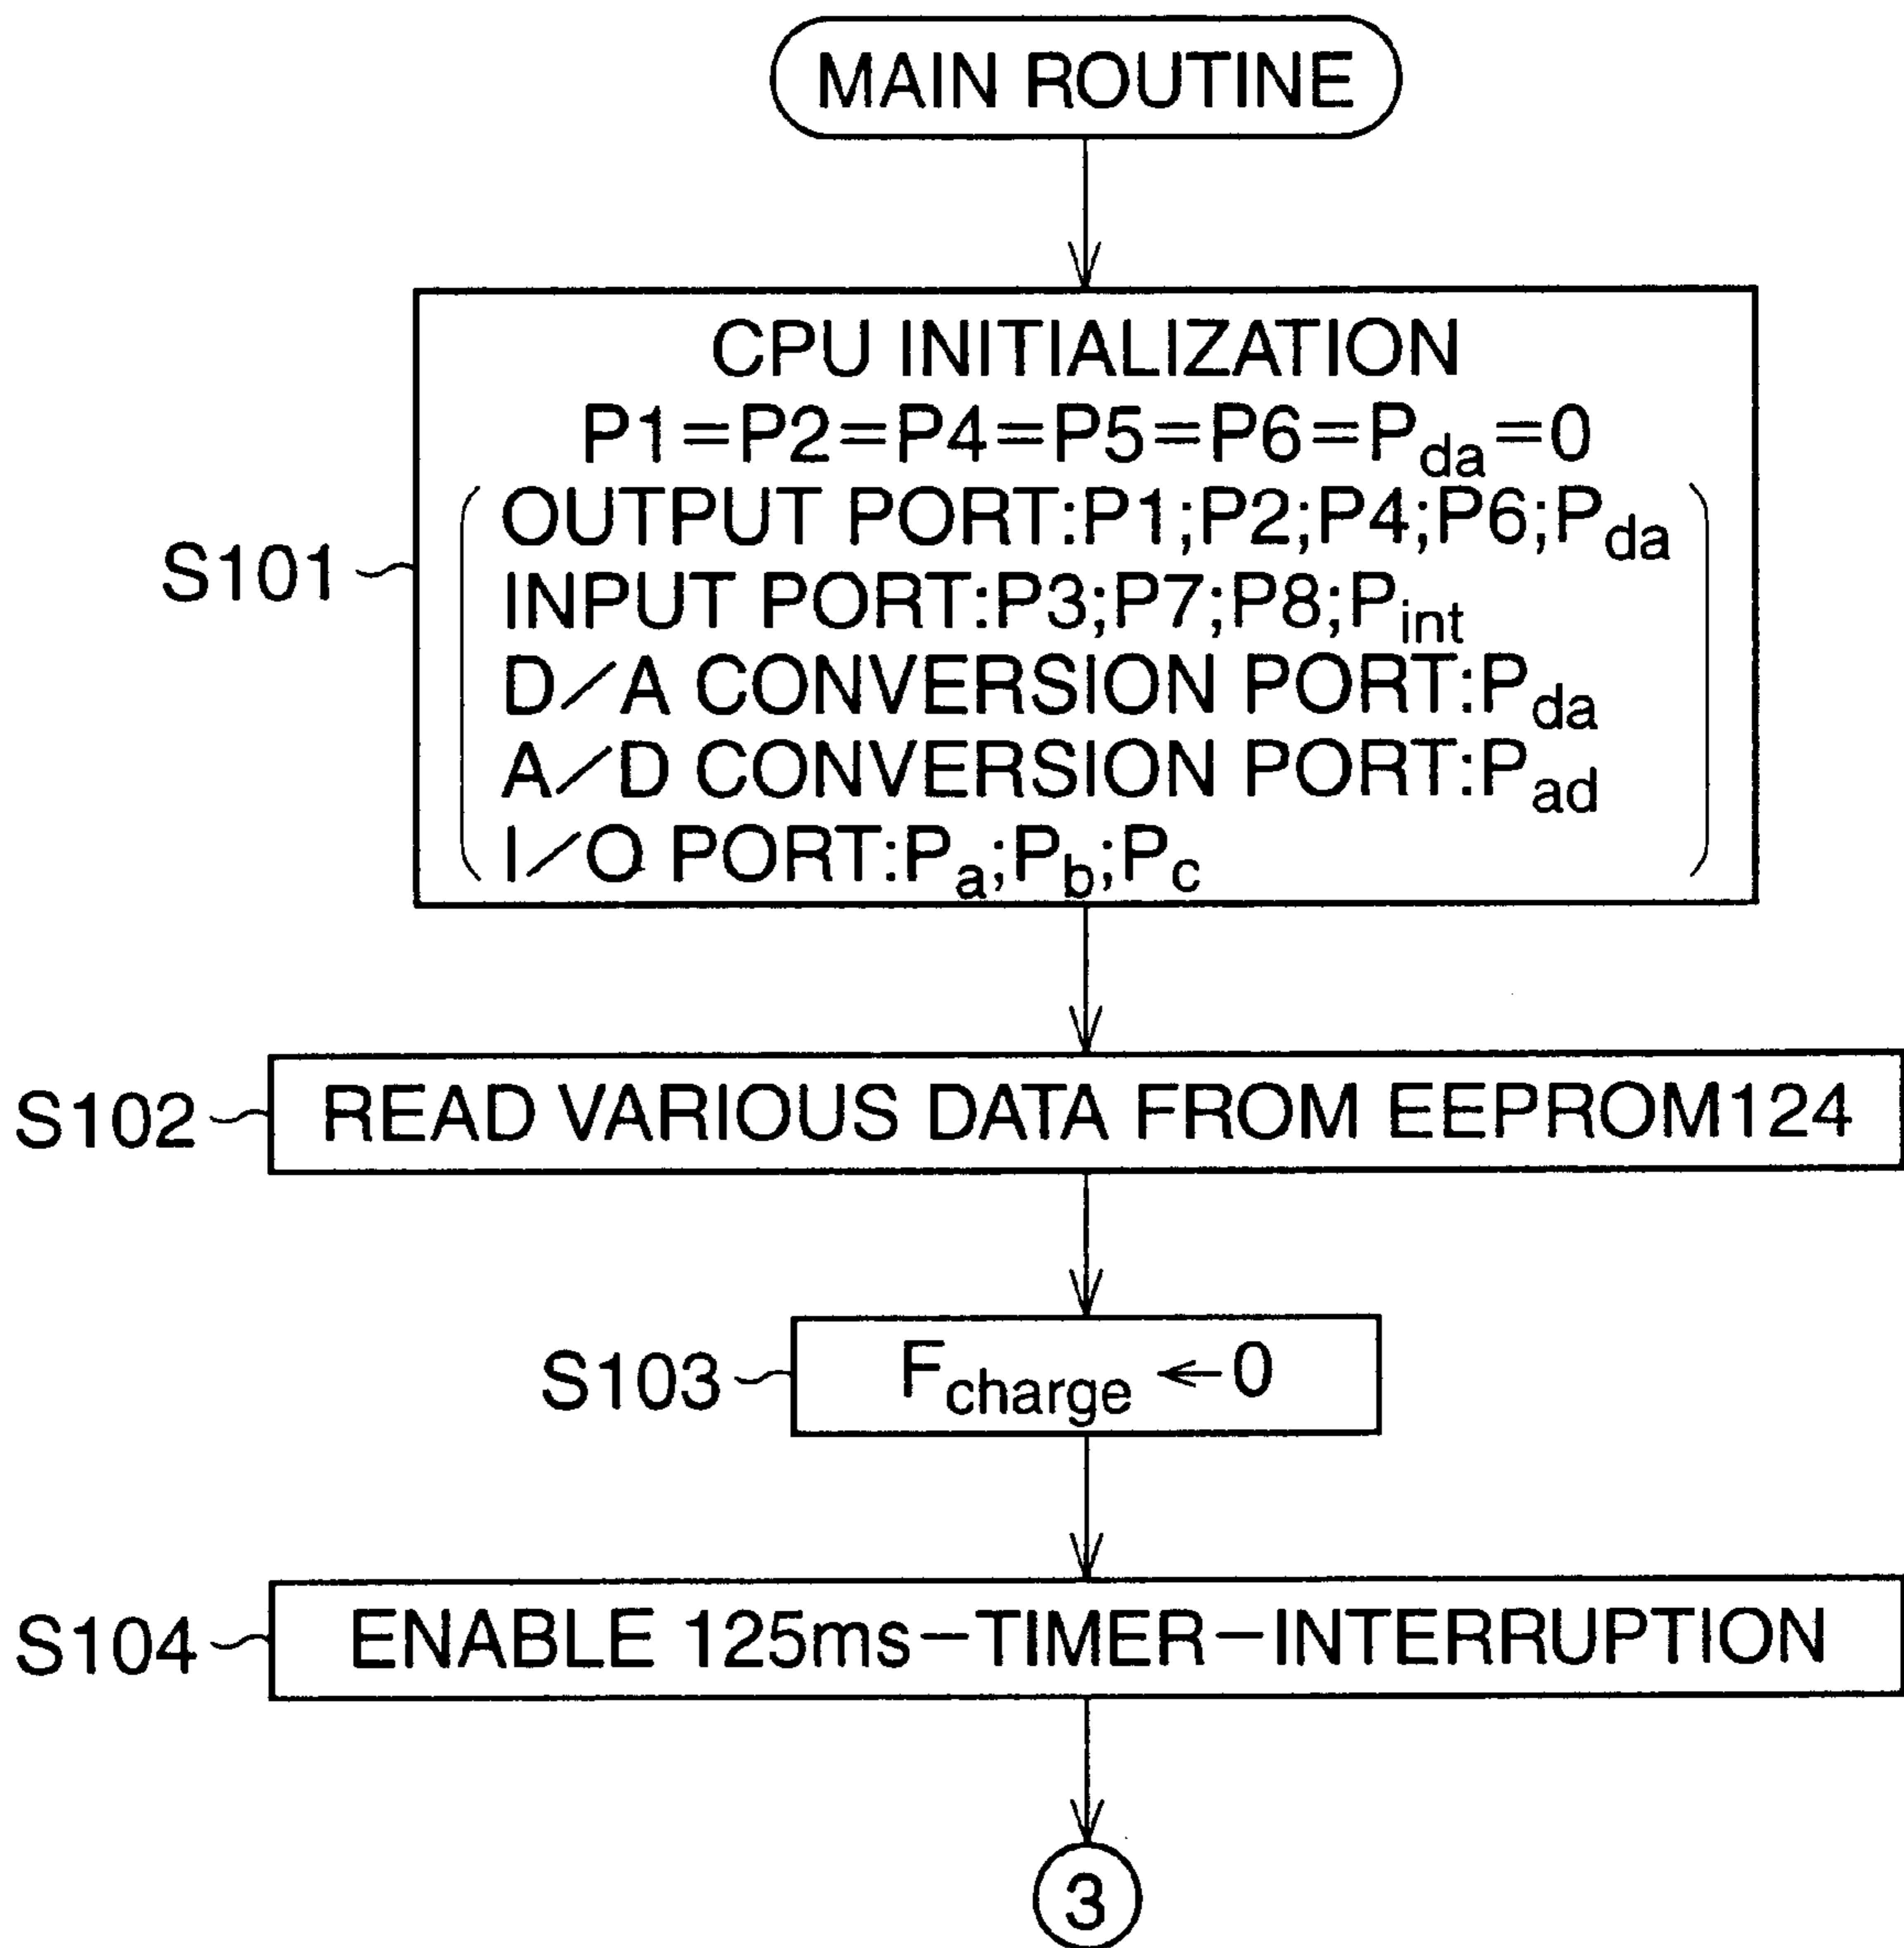 MAIN ROUTINE
CPU INITIALIZATION
P1=P2=P4=P5=P6=Pda=0
OUTPUT PORT:P1;P2;P4;P6;Pda
S101
INPUT PORT:P3;P7;P8;Pint
D/A CONVERSION PORT:Pda
A/D CONVERSION PORT:Pad
I/O PORT:Pa;Pb;Pc
S102 READ VARIOUS DATA FROM EEPROM124
S103 Fcharge ←0
S104 ENABLE 125ms-TIMER-INTERRUPTION
3